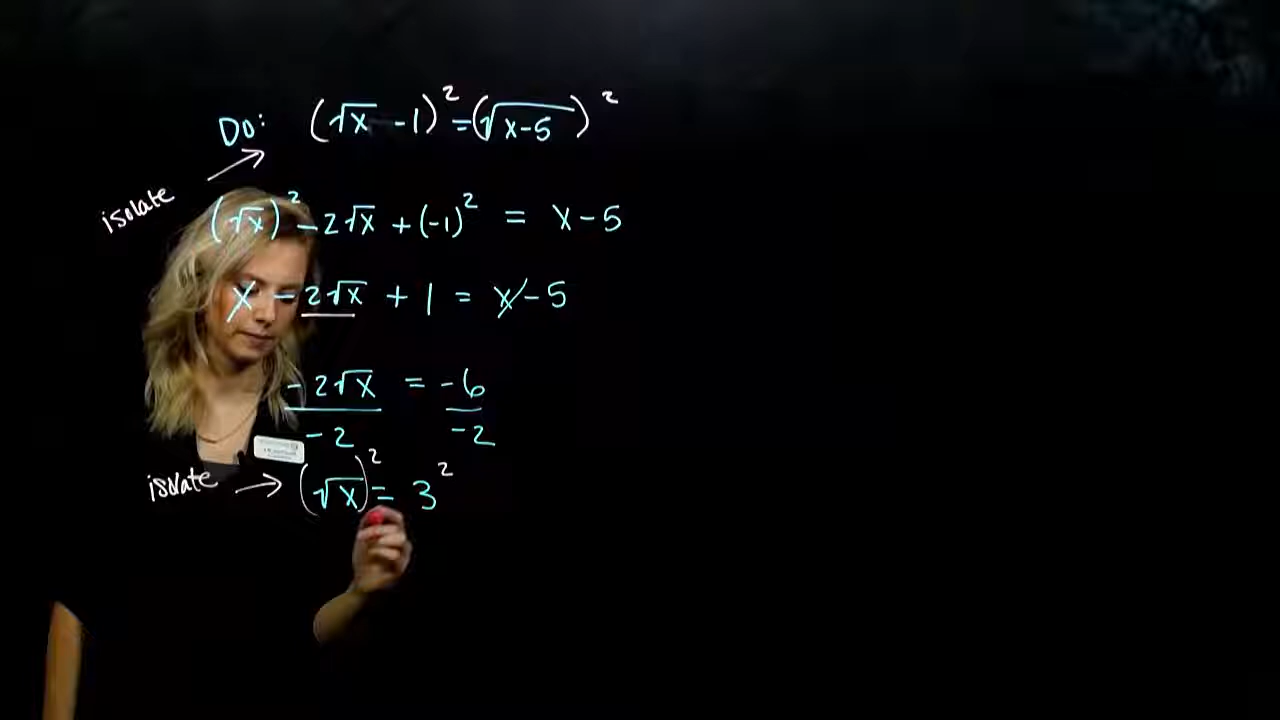 Do: (√x - 1)² = (√x-5)²
isolate →
(√x)² - 2√x + (-1)² = x - 5
x - 2√x + 1 = x - 5
-2√x = -6
-2 -2
isolate → (√x)² = 3²